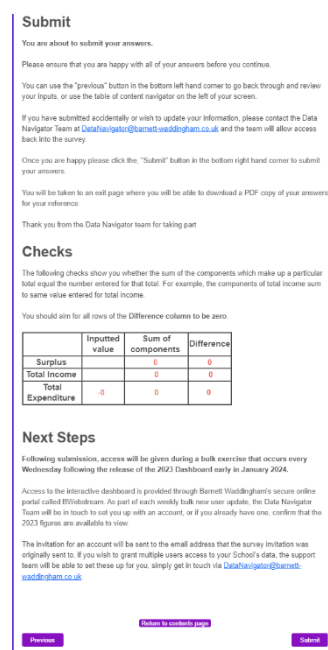 Submit
You are about to submit your answers.
Please ensure that you are happy with all of your answers before you continue.
You can use the "previous" button in the bottom left hand corner to go back through and review
your inputs, or use the table of content navigator on the left of your screen.
If you have submitted accidentally or wish to update your information, please contact the Data
Navigator Team at DataNavigator@barnett-waddingham.co.uk and the team will allow access
back into the survey.
Once you are happy please click the, "Submit" button in the bottom right hand corner to submit
your answers.
You will be taken to an exit page where you will be able to download a PDF copy of your answers
for your reference.
Thank you from the Data Navigator team for taking part
Checks
The following checks show you whether the sum of the components which make up a particular
total equal the number entered for that total. For example, the components of total income sum
to same value entered for total income.
You should aim for all rows of the Difference column to be zero.
Inputted value Sum of components Difference
Surplus 0 0
Total Income 0 0
Total Expenditure -0 0 0
Next Steps
Following submission, access will be given during a bulk exercise that occurs every
Wednesday following the release of the 2023 Dashboard early in January 2024.
Access to the interactive dashboard is provided through Barnett Waddingham's secure online
portal called BWebstream. As part of each weekly bulk new user update, the Data Navigator
Team will be in touch to set you up with an account, or if you already have one, confirm that the
2023 figures are available to view.
The invitation for an account will be sent to the email address that the survey invitation was
originally sent to. If you wish to grant multiple users access to your School's data, the support
team will be able to set these up for you, simply get in touch via DataNavigator@barnett-
waddingham.co.uk
Return to contents page
Previous Submit